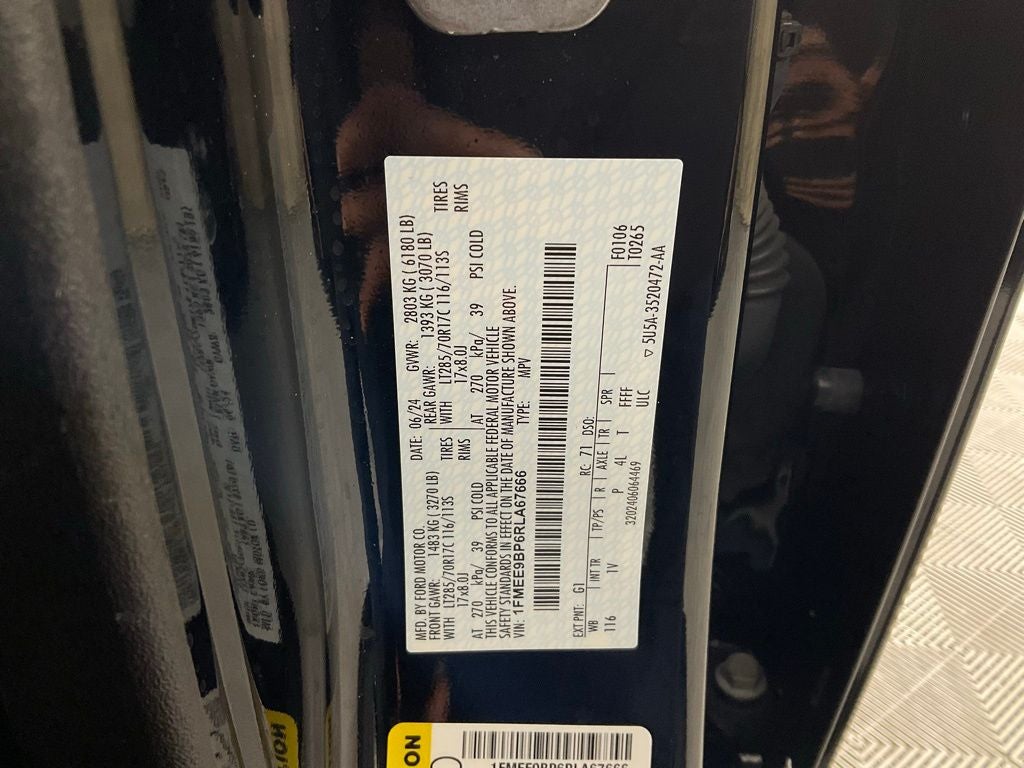 MFD. BY FORD MOTOR CO.
DATE: 06/24 GVWR: 2803 KG ( 6180 LB)
FRONT GAWR: 1483 KG ( 3270 LB) REAR GAWR: 1393 KG ( 3070 LB)
WITH LT285/70R17C 116/113S TIRES WITH LT285/70R17C 116/113S TIRES
17x8.0J RIMS 17x8.0J RIMS
AT 270 kPa/ 39 PSI COLD AT 270 kPa/ 39 PSI COLD
THIS VEHICLE CONFORMS TO ALL APPLICABLE FEDERAL MOTOR VEHICLE
SAFETY STANDARDS IN EFFECT ON THE DATE OF MANUFACTURE SHOWN ABOVE.
VIN: 1FMEE9BP6RLA67666 TYPE: MPV
EXT PNT: G1 RC: 71 DSO: F0106
WB INT TR TP/PS R AXLE TR SPR T0265
116 1V P 4L T FFFF
ULC
3202406064469 ▽ 5U5A-3520472-AA
ON
1FMEE9BP6RLA67666